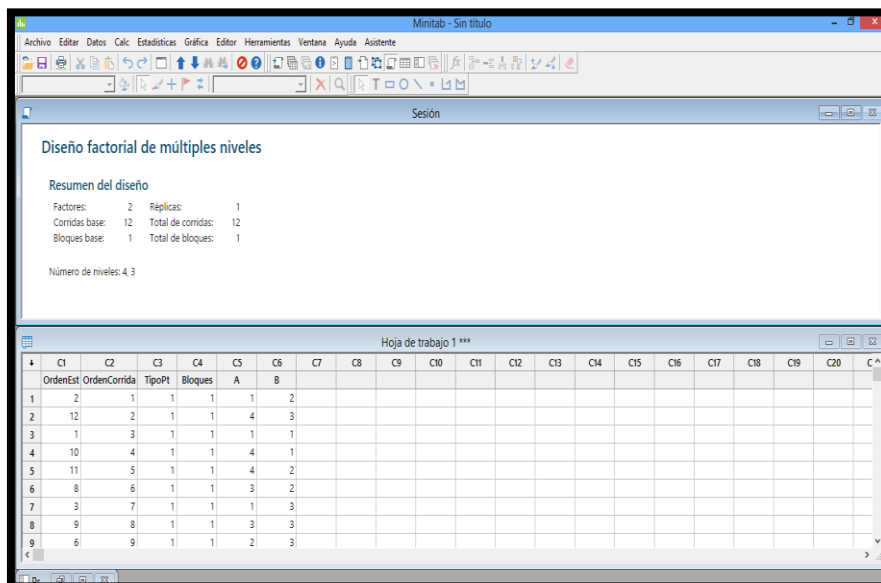 Minitab - Sin título
Archivo Editar Datos Calc Estadísticas Gráfica Editor Herramientas Ventana Ayuda Asistente
Sesión
Diseño factorial de múltiples niveles
Resumen del diseño
Factores: 2 Réplicas: 1
Corridas base: 12 Total de corridas: 12
Bloques base: 1 Total de bloques: 1
Número de niveles: 4, 3
Hoja de trabajo 1 ***
C1 C2 C3 C4 C5 C6 C7 C8 C9 C10 C11 C12 C13 C14 C15 C16 C17 C18 C19 C20
OrdenEst OrdenCorrida TipoPt Bloques A B
1 2 1 1 1 1 2
2 12 2 1 1 4 3
3 1 3 1 1 1 1
4 10 4 1 1 4 1
5 11 5 1 1 4 2
6 8 6 1 1 3 2
7 3 7 1 1 1 3
8 9 8 1 1 3 3
9 6 9 1 1 2 3